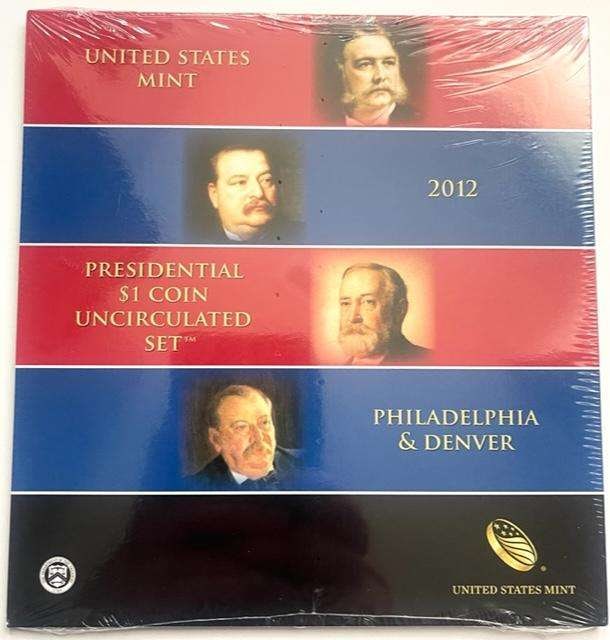 UNITED STATES
MINT
2012
PRESIDENTIAL
$1 COIN
UNCIRCULATED
SET™
PHILADELPHIA
& DENVER
UNITED STATES MINT